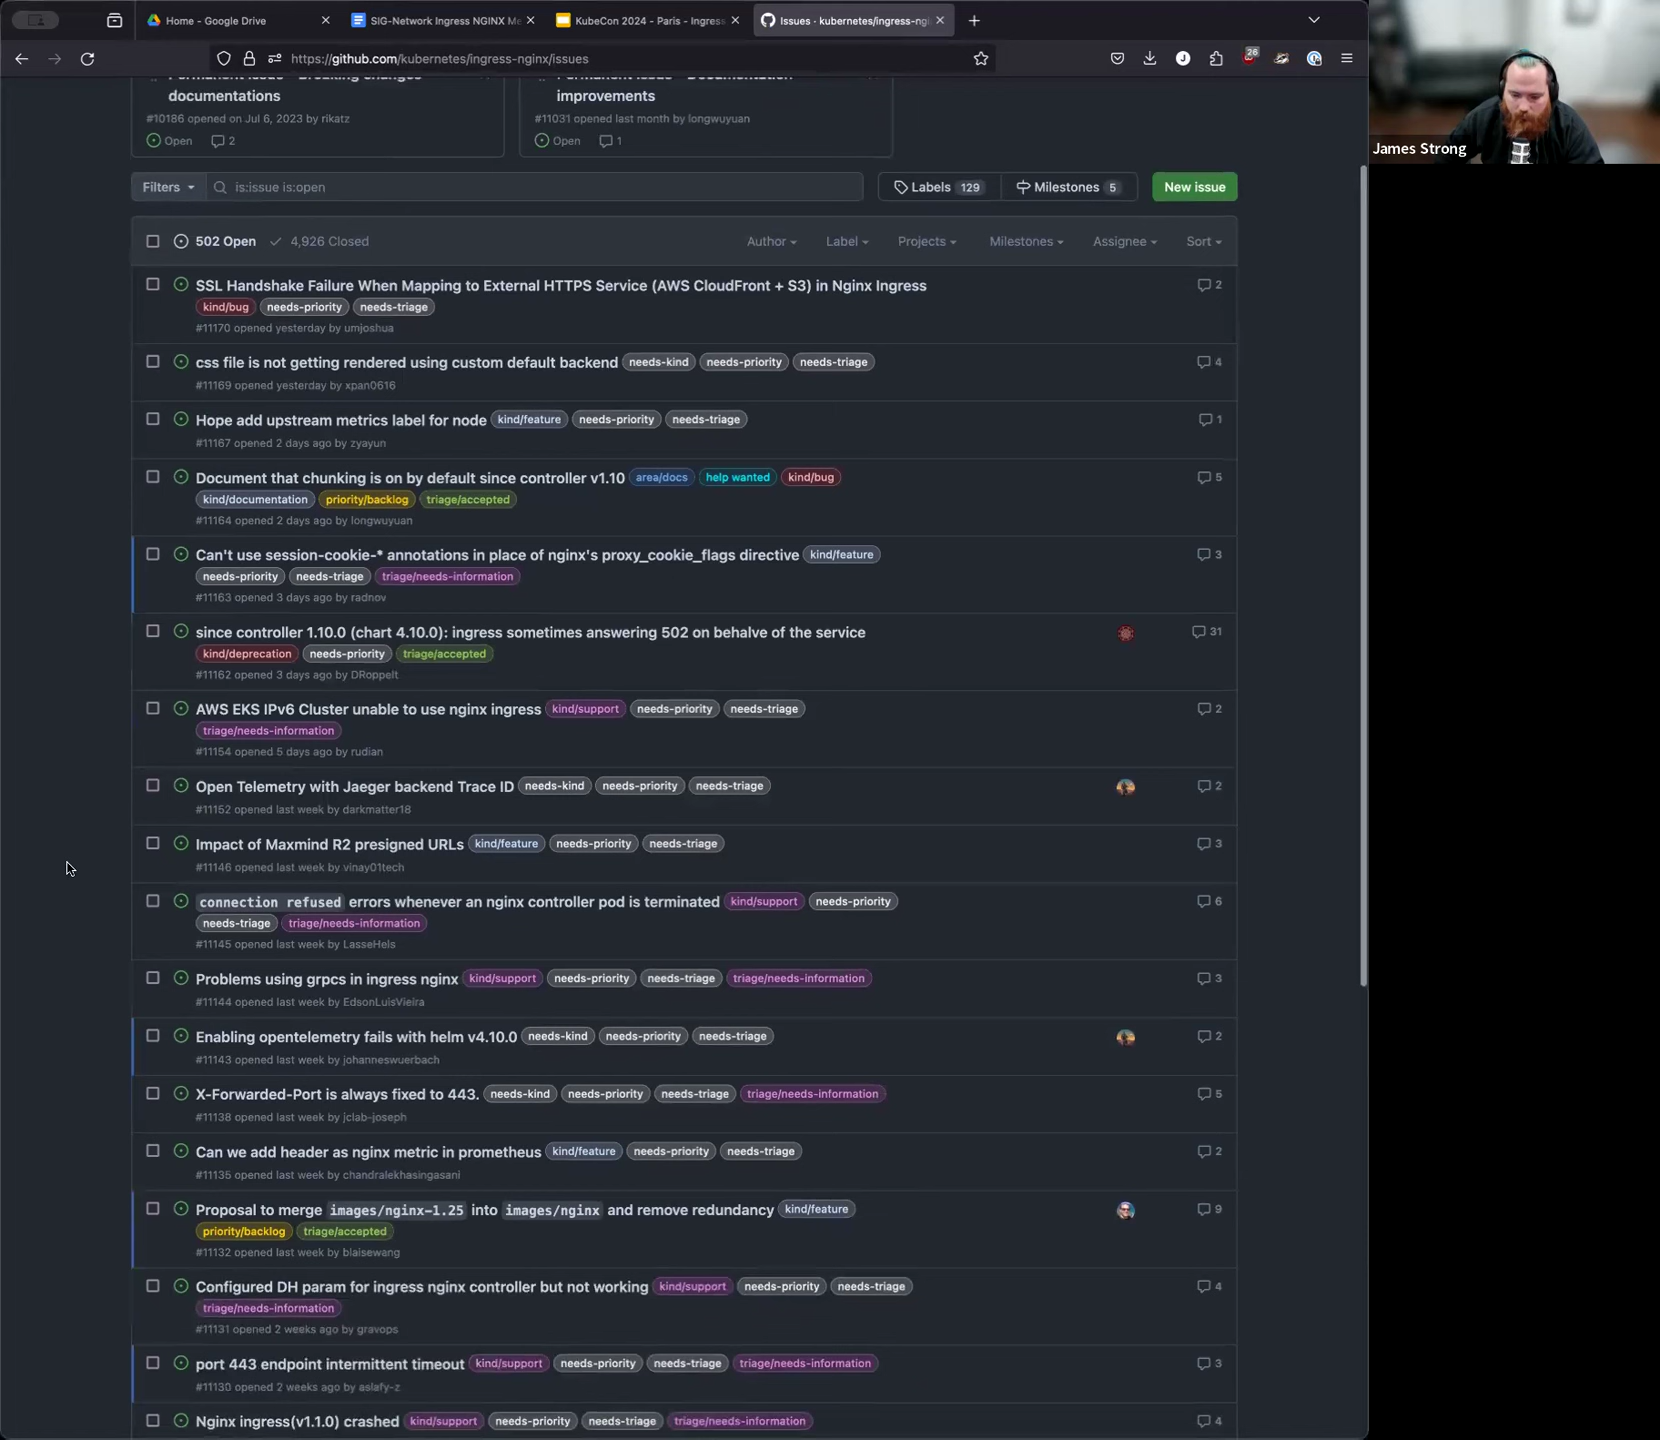 Home - Google Drive
SIG-Network Ingress NGINX Me
KubeCon 2024 - Paris - Ingress
Issues · kubernetes/ingress-ngi
https://github.com/kubernetes/ingress-nginx/issues
26
documentations
#10186 opened on Jul 6, 2023 by rikatz
Open 2
improvements
#11031 opened last month by longwuyuan
Open 1
Filters
is:issue is:open
Labels 129
Milestones 5
New issue
502 Open
4,926 Closed
Author
Label
Projects
Milestones
Assignee
Sort
SSL Handshake Failure When Mapping to External HTTPS Service (AWS CloudFront + S3) in Nginx Ingress 2
kind/bug needs-priority needs-triage
#11170 opened yesterday by umjoshua
css file is not getting rendered using custom default backend needs-kind needs-priority needs-triage 4
#11169 opened yesterday by xpan0616
Hope add upstream metrics label for node kind/feature needs-priority needs-triage 1
#11167 opened 2 days ago by zyayun
Document that chunking is on by default since controller v1.10 area/docs help wanted kind/bug 5
kind/documentation priority/backlog triage/accepted
#11164 opened 2 days ago by longwuyuan
Can't use session-cookie-* annotations in place of nginx's proxy_cookie_flags directive kind/feature 3
needs-priority needs-triage triage/needs-information
#11163 opened 3 days ago by radnov
since controller 1.10.0 (chart 4.10.0): ingress sometimes answering 502 on behalve of the service 31
kind/deprecation needs-priority triage/accepted
#11162 opened 3 days ago by DRoppelt
AWS EKS IPv6 Cluster unable to use nginx ingress kind/support needs-priority needs-triage 2
triage/needs-information
#11154 opened 5 days ago by rudian
Open Telemetry with Jaeger backend Trace ID needs-kind needs-priority needs-triage 2
#11152 opened last week by darkmatter18
Impact of Maxmind R2 presigned URLs kind/feature needs-priority needs-triage 3
#11146 opened last week by vinay01tech
connection refused errors whenever an nginx controller pod is terminated kind/support needs-priority 6
needs-triage triage/needs-information
#11145 opened last week by LasseHels
Problems using grpcs in ingress nginx kind/support needs-priority needs-triage triage/needs-information 3
#11144 opened last week by EdsonLuisVieira
Enabling opentelemetry fails with helm v4.10.0 needs-kind needs-priority needs-triage 2
#11143 opened last week by johanneswuerbach
X-Forwarded-Port is always fixed to 443. needs-kind needs-priority needs-triage triage/needs-information 5
#11138 opened last week by jclab-joseph
Can we add header as nginx metric in prometheus kind/feature needs-priority needs-triage 2
#11135 opened last week by chandralekhasingasani
Proposal to merge images/nginx-1.25 into images/nginx and remove redundancy kind/feature 9
priority/backlog triage/accepted
#11132 opened last week by blaisewang
Configured DH param for ingress nginx controller but not working kind/support needs-priority needs-triage 4
triage/needs-information
#11131 opened 2 weeks ago by gravops
port 443 endpoint intermittent timeout kind/support needs-priority needs-triage triage/needs-information 3
#11130 opened 2 weeks ago by aslafy-z
Nginx ingress(v1.1.0) crashed kind/support needs-priority needs-triage triage/needs-information 4
James Strong